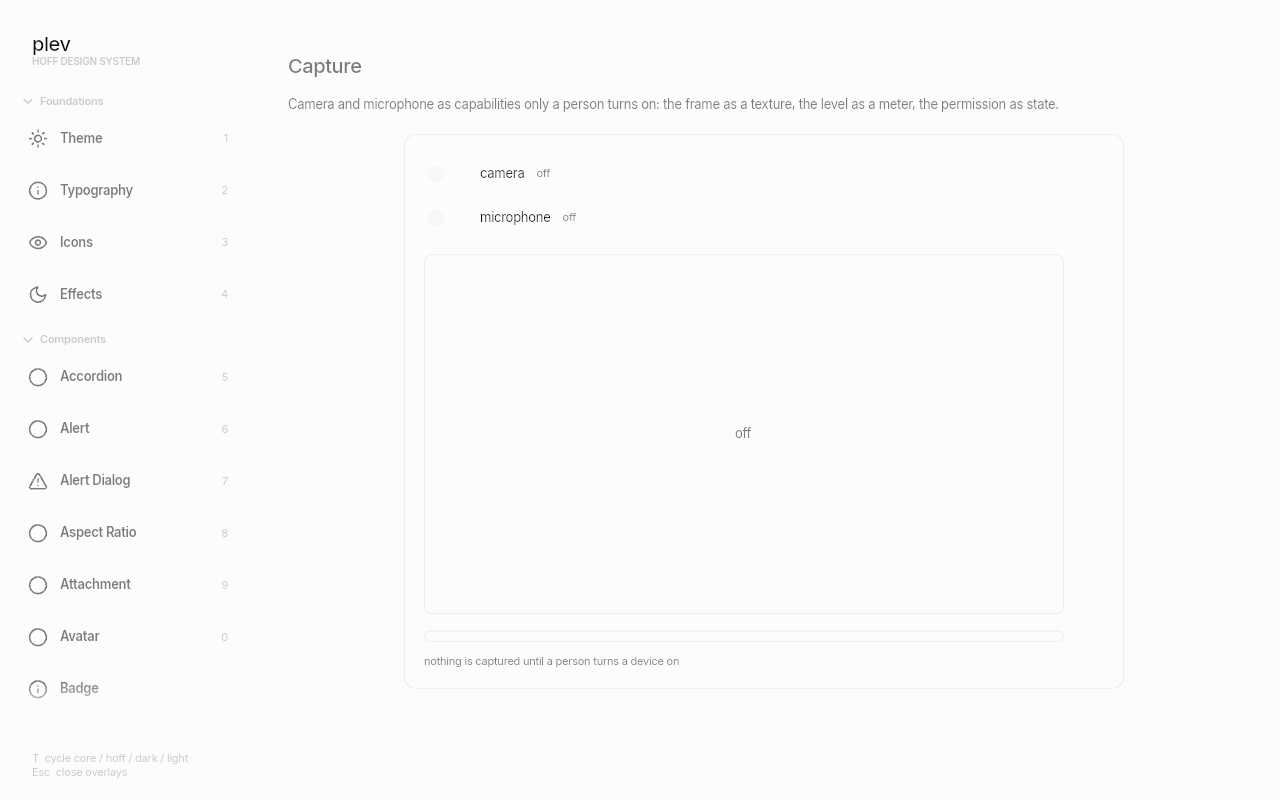 plev
HOFF DESIGN SYSTEM
Foundations
Theme 1
Typography 2
Icons 3
Effects 4
Components
Accordion 5
Alert 6
Alert Dialog 7
Aspect Ratio 8
Attachment 9
Avatar 0
Badge
T cycle core / hoff / dark / light
Esc close overlays
Capture
Camera and microphone as capabilities only a person turns on: the frame as a texture, the level as a meter, the permission as state.
camera off
microphone off
off
nothing is captured until a person turns a device on